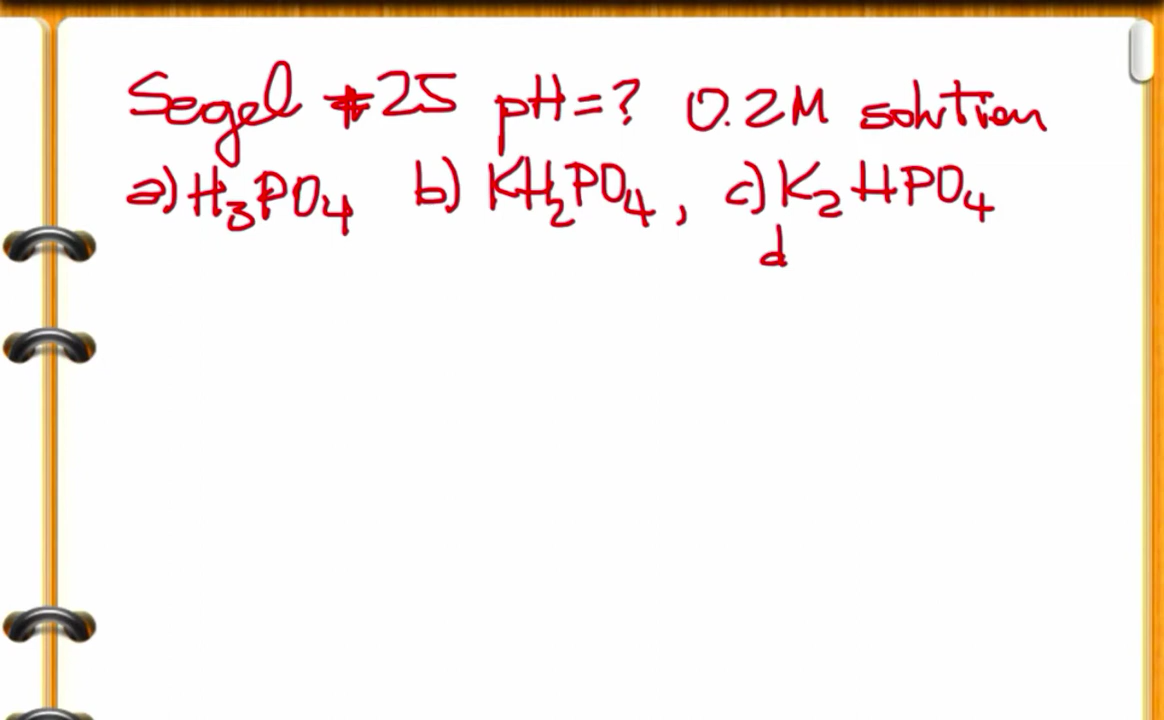 Segel #25 pH=? 0.2M solution
a) H₃PO₄ b) KH₂PO₄, c) K₂HPO₄
d